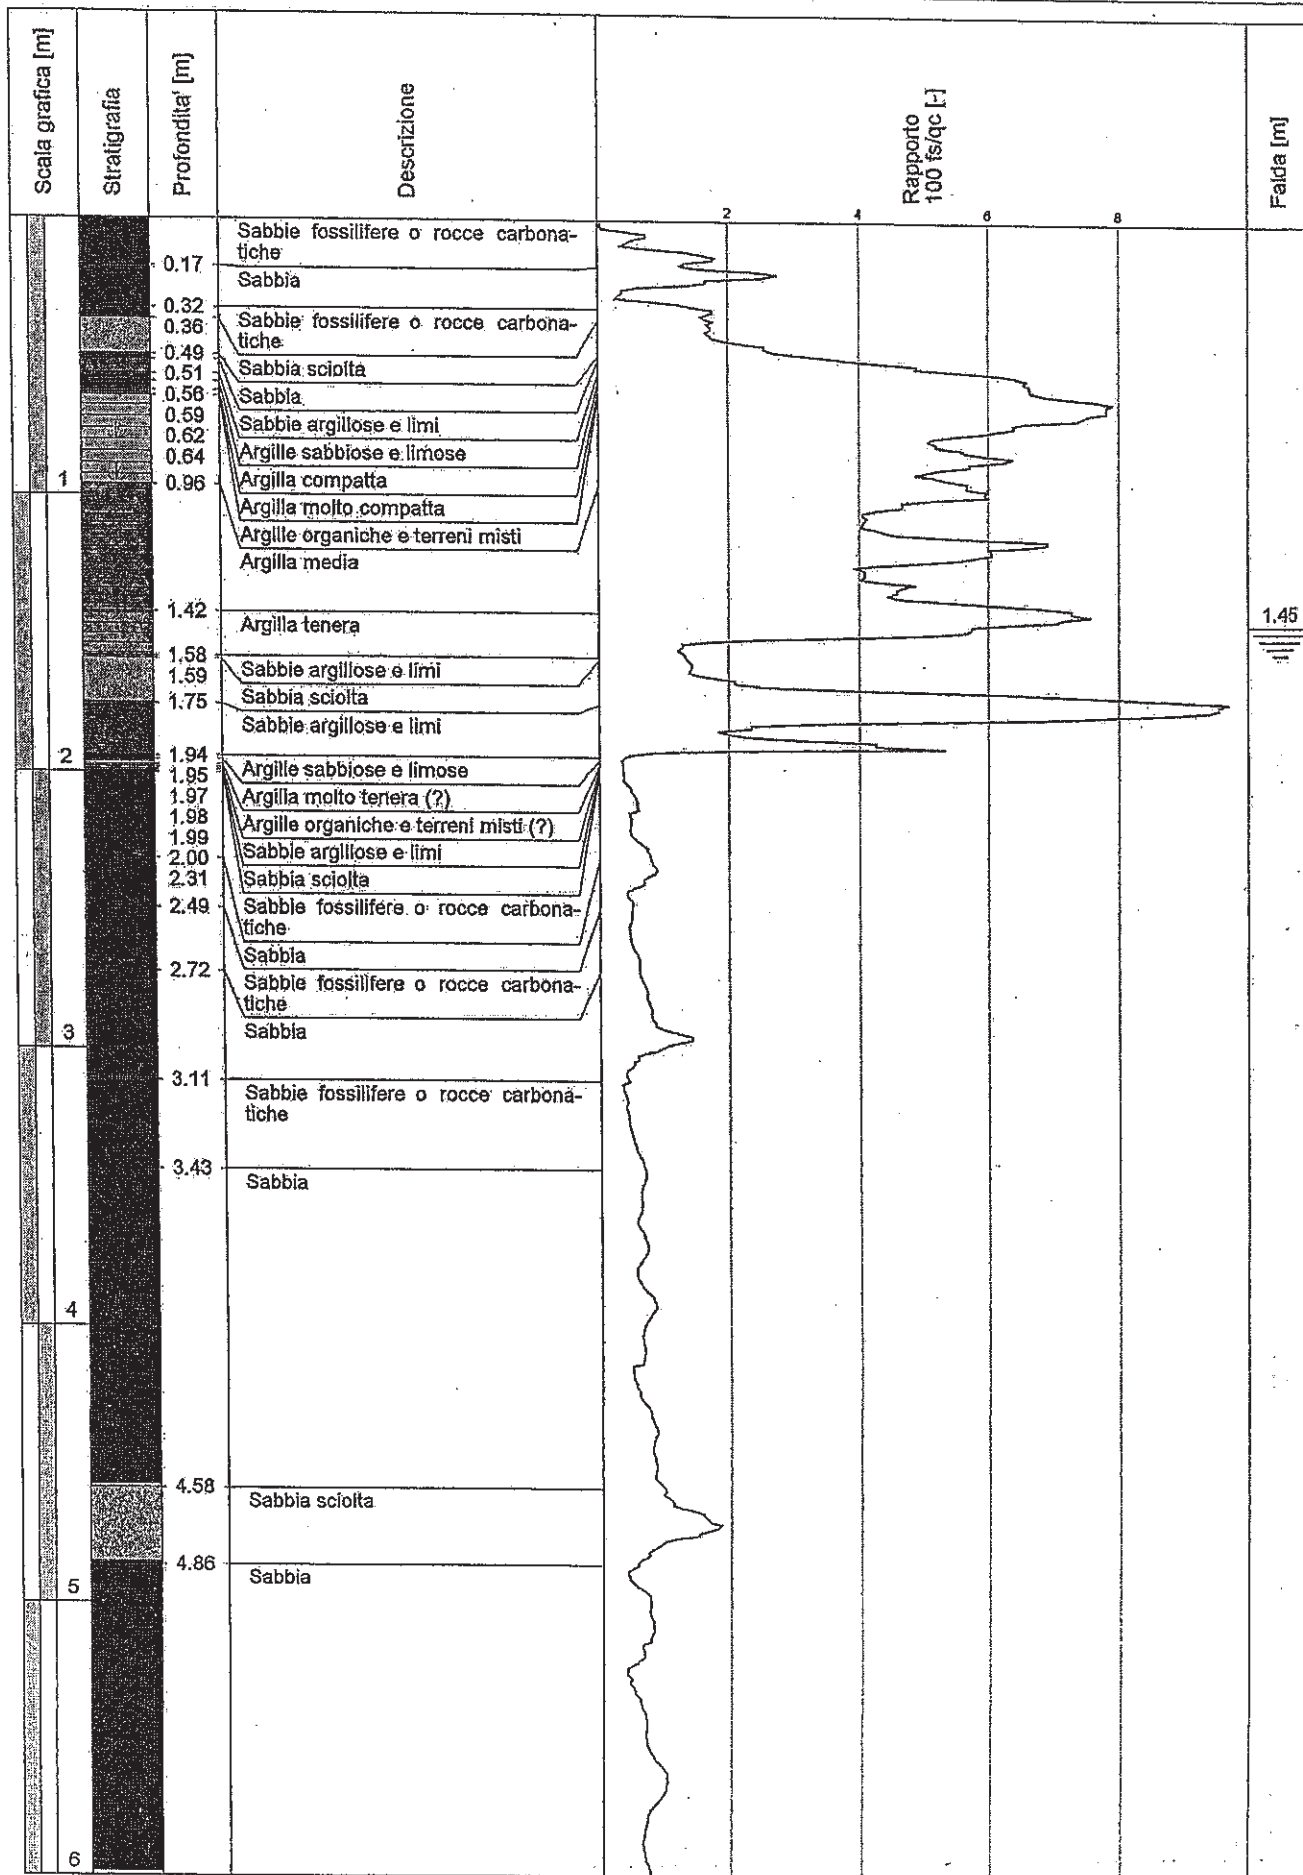 Scala grafica [m]
Stratigrafia
Profondita' [m]
Descrizione
Rapporto
100 fs/qc [-]
Falda [m]
2
4
6
8
Sabbie fossilifere o rocce carbona-
tiche
0.17
Sabbia
0.32
0.36
Sabbie fossilifere o rocce carbona-
tiche
0.49
0.51
Sabbia sciolta
0.56
Sabbia
0.59
Sabbie argillose e limi
0.62
0.64
Argille sabbiose e limose
0.96
Argilla compatta
1
Argilla molto compatta
Argille organiche e terreni misti
Argilla media
1.42
Argilla tenera
1.45
1.58
1.59
Sabbie argillose e limi
1.75
Sabbia sciolta
Sabbie argillose e limi
2
1.94
1.95
Argille sabbiose e limose
1.97
Argilla molto tenera (?)
1.98
Argille organiche e terreni misti (?)
1.99
2.00
Sabbie argillose e limi
2.31
Sabbia sciolta
2.49
Sabbie fossilifere o rocce carbona-
tiche
Sabbia
2.72
Sabbie fossilifere o rocce carbona-
tiche
3
Sabbia
3.11
Sabbie fossilifere o rocce carbona-
tiche
3.43
Sabbia
4
4.58
Sabbia sciolta
4.86
Sabbia
5
6